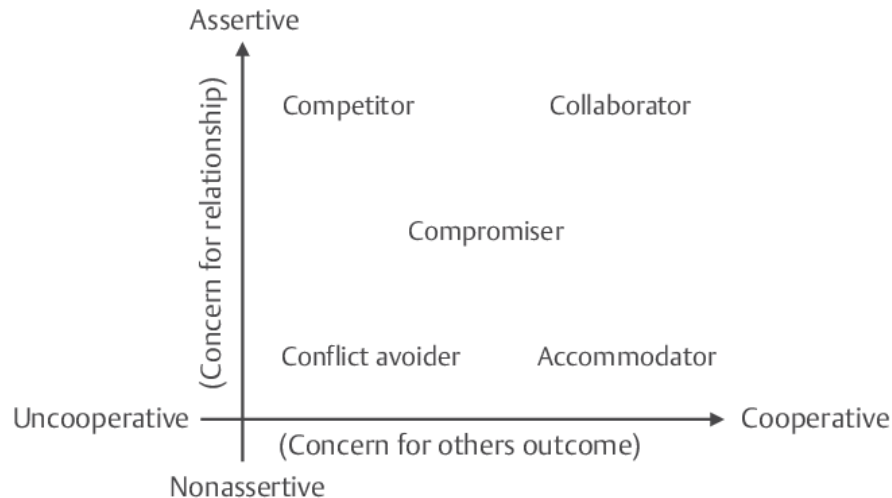 Assertive
(Concern for relationship)
Competitor
Collaborator
Compromiser
Conflict avoider
Accommodator
Uncooperative
Cooperative
(Concern for others outcome)
Nonassertive